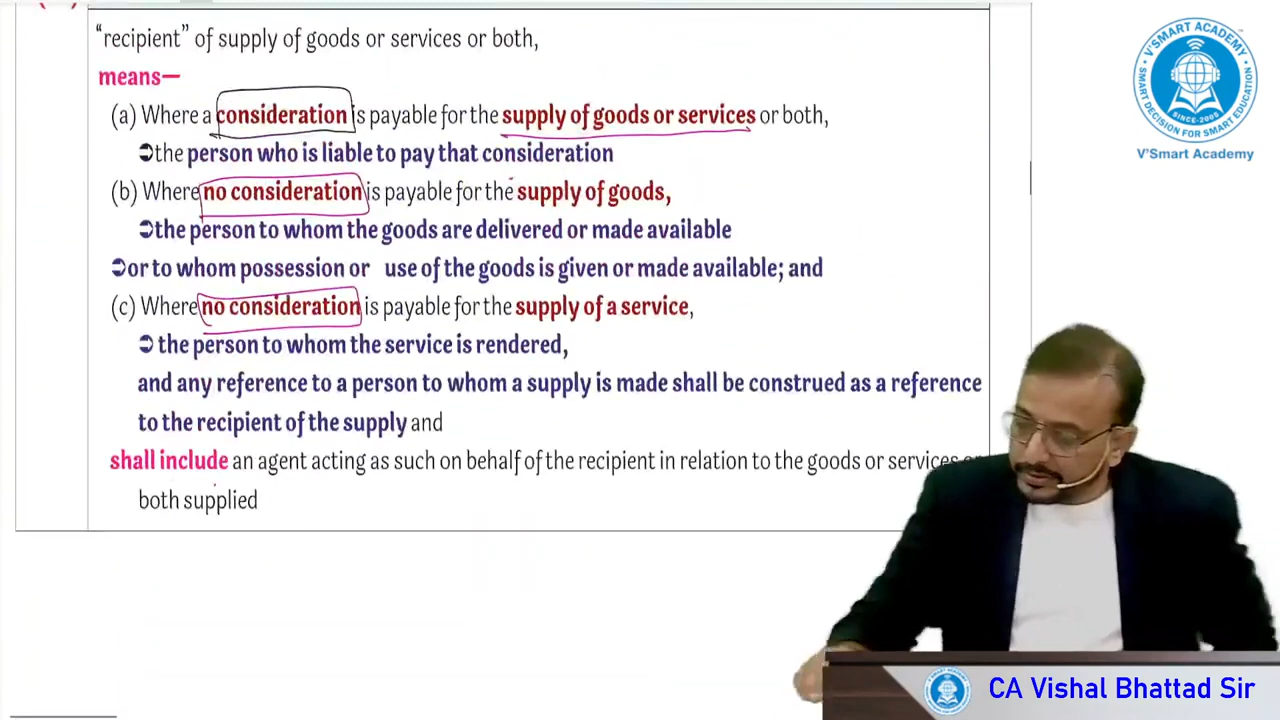 “recipient” of supply of goods or services or both,
means—
(a) Where a consideration is payable for the supply of goods or services or both,
➲the person who is liable to pay that consideration
(b) Where no consideration is payable for the supply of goods,
➲the person to whom the goods are delivered or made available
➲or to whom possession or use of the goods is given or made available; and
(c) Where no consideration is payable for the supply of a service,
➲ the person to whom the service is rendered,
and any reference to a person to whom a supply is made shall be construed as a reference
to the recipient of the supply and
shall include an agent acting as such on behalf of the recipient in relation to the goods or services
both supplied
V'SMART ACADEMY
SMART DECISION FOR SMART EDUCATION
SINCE-2005
V'Smart Academy
CA Vishal Bhattad Sir